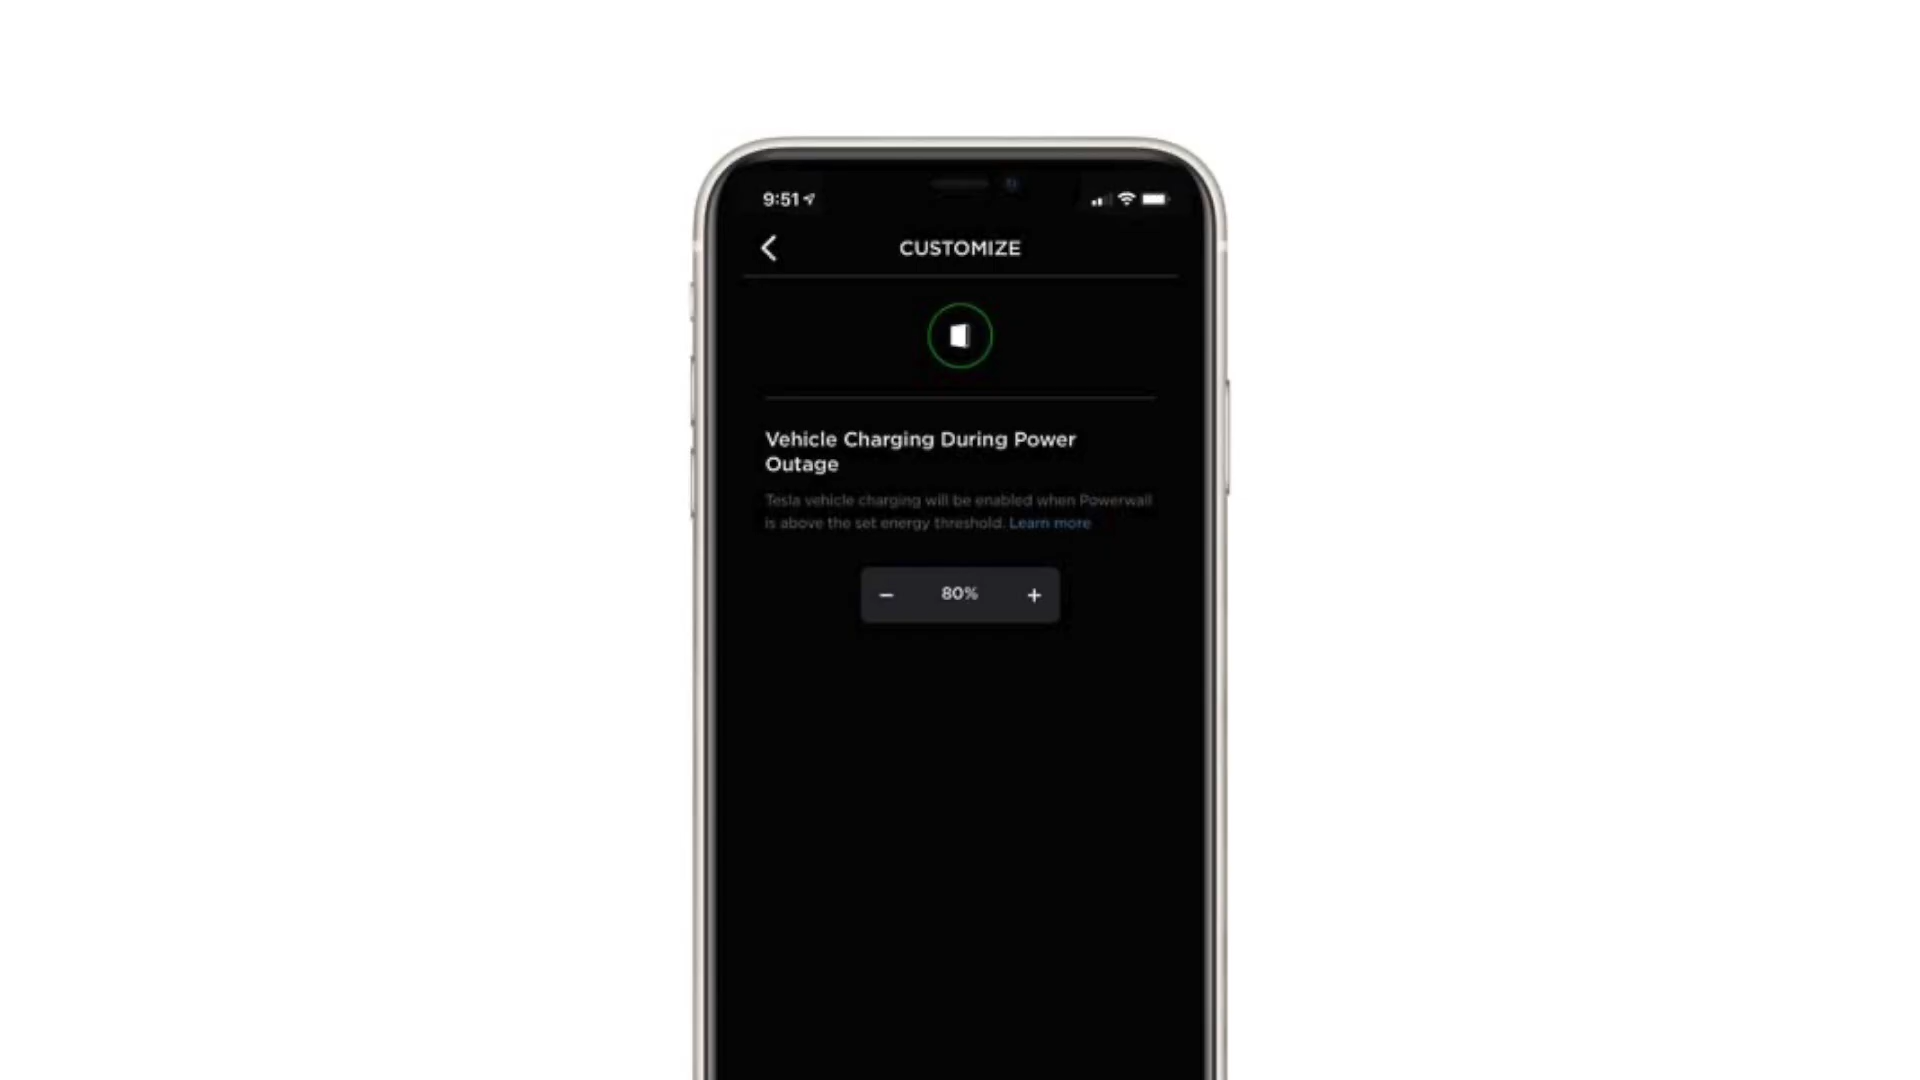 9:51
CUSTOMIZE
Vehicle Charging During Power
Outage
Tesla vehicle charging will be enabled when Powerwall
is above the set energy threshold. Learn more
− 80% +